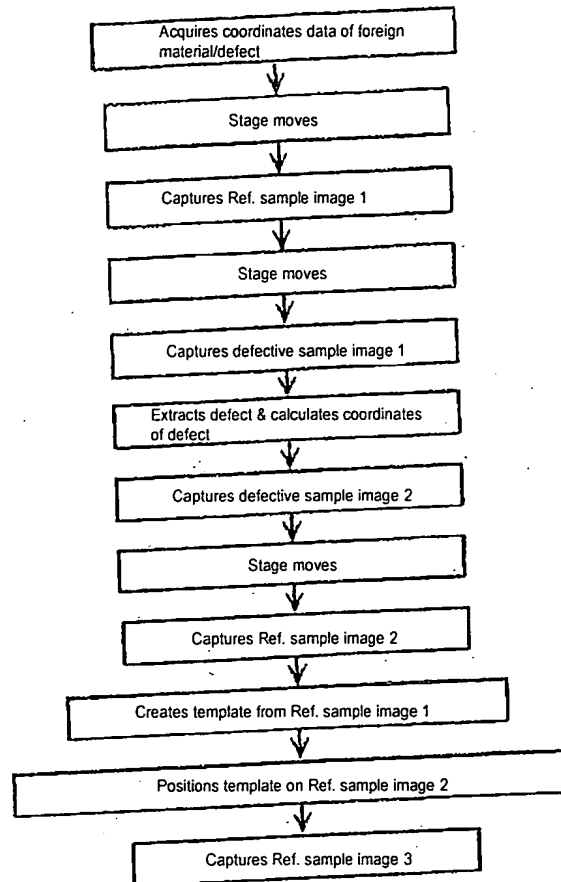 Acquires coordinates data of foreign
material/defect
Stage moves
Captures Ref. sample image 1
Stage moves
Captures defective sample image 1
Extracts defect & calculates coordinates
of defect
Captures defective sample image 2
Stage moves
Captures Ref. sample image 2
Creates template from Ref. sample image 1
Positions template on Ref. sample image 2
Captures Ref. sample image 3